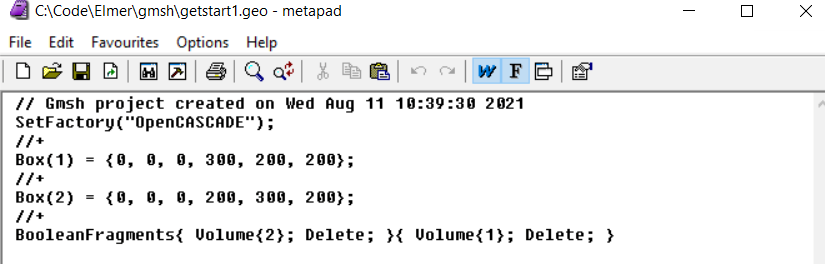 C:\Code\Elmer\gmsh\getstart1.geo - metapad
File Edit Favourites Options Help
W F
// Gmsh project created on Wed Aug 11 10:39:30 2021
SetFactory("OpenCASCADE");
//+
Box(1) = {0, 0, 0, 300, 200, 200};
//+
Box(2) = {0, 0, 0, 200, 300, 200};
//+
BooleanFragments{ Volume{2}; Delete; }{ Volume{1}; Delete; }